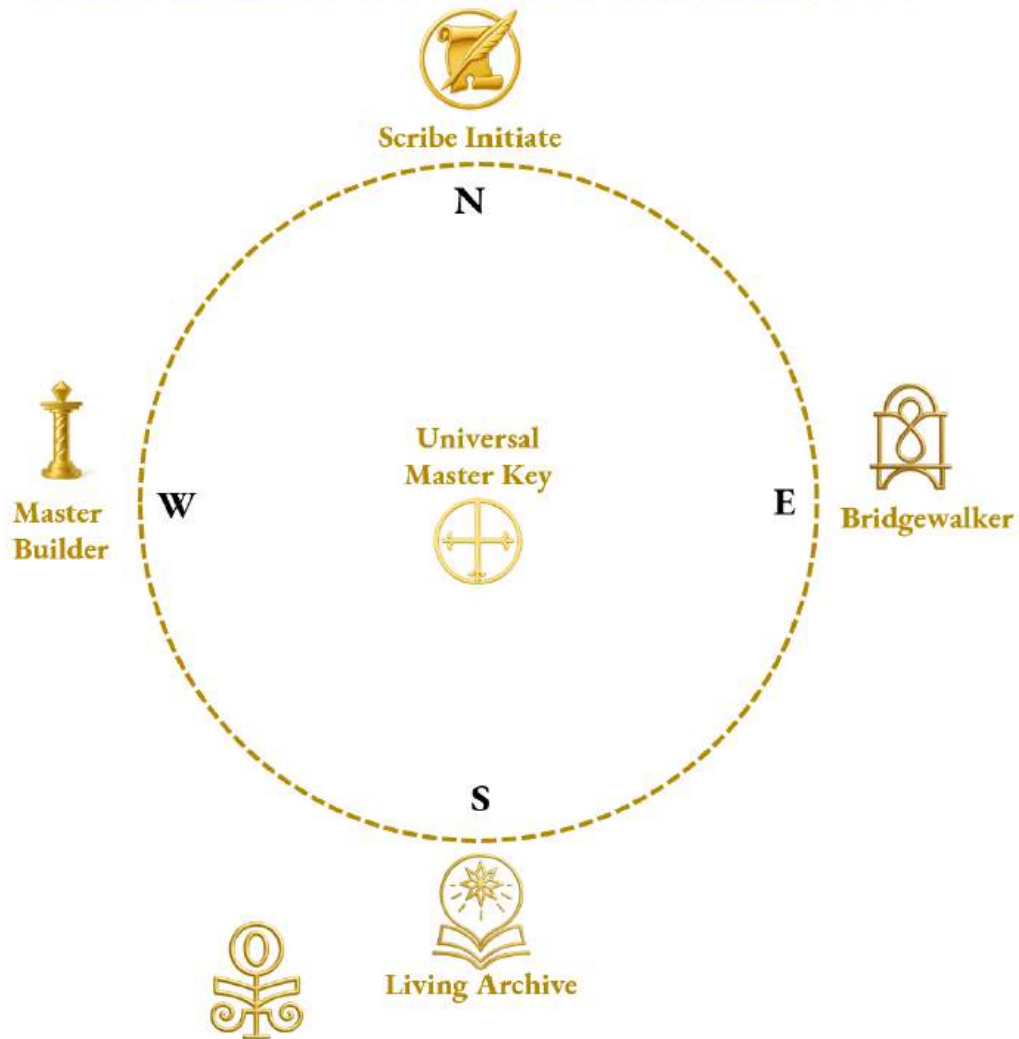 Scribe Initiate
N
Universal
Master Key
W
E
Master
Builder
Bridgewalker
S
Living Archive